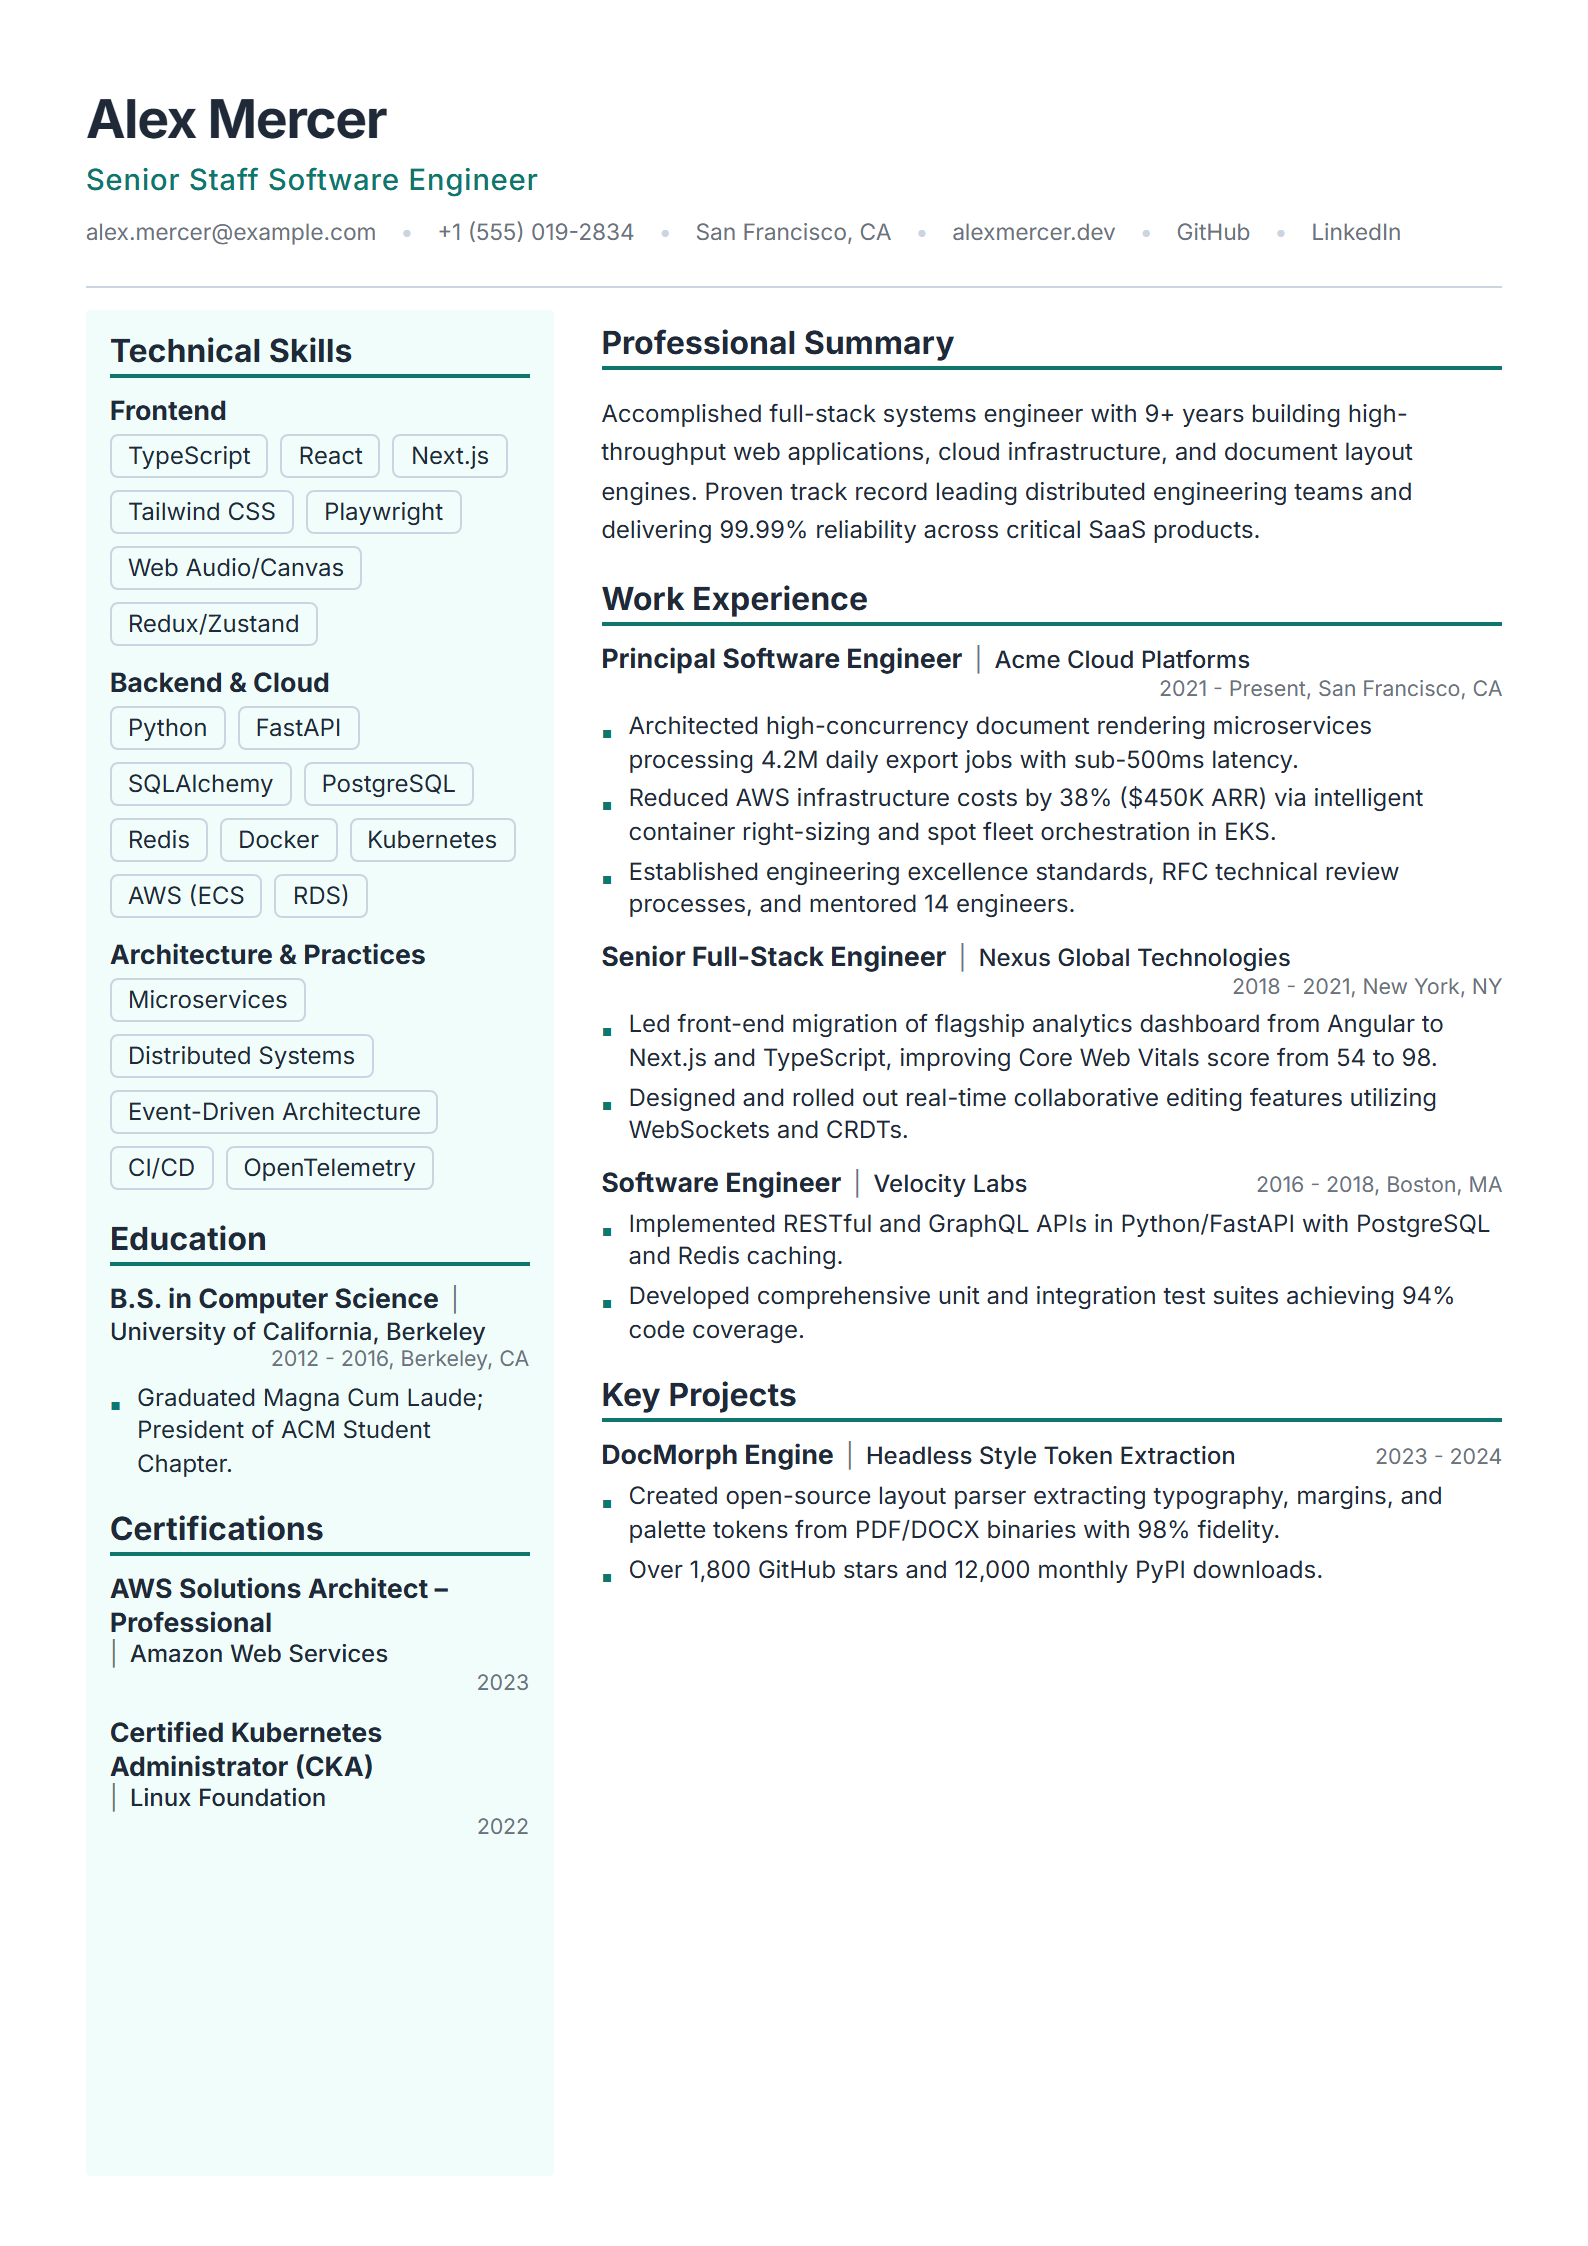 Alex Mercer
Senior Staff Software Engineer
alex.mercer@example.com • +1 (555) 019-2834 • San Francisco, CA • alexmercer.dev • GitHub • LinkedIn
Technical Skills
Frontend
TypeScript React Next.js
Tailwind CSS Playwright
Web Audio/Canvas
Redux/Zustand
Backend & Cloud
Python FastAPI
SQLAlchemy PostgreSQL
Redis Docker Kubernetes
AWS (ECS RDS)
Architecture & Practices
Microservices
Distributed Systems
Event-Driven Architecture
CI/CD OpenTelemetry
Education
B.S. in Computer Science |
University of California, Berkeley
2012 - 2016, Berkeley, CA
▪ Graduated Magna Cum Laude;
President of ACM Student
Chapter.
Certifications
AWS Solutions Architect –
Professional
| Amazon Web Services
2023
Certified Kubernetes
Administrator (CKA)
| Linux Foundation
2022
Professional Summary
Accomplished full-stack systems engineer with 9+ years building high-
throughput web applications, cloud infrastructure, and document layout
engines. Proven track record leading distributed engineering teams and
delivering 99.99% reliability across critical SaaS products.
Work Experience
Principal Software Engineer | Acme Cloud Platforms
2021 - Present, San Francisco, CA
▪ Architected high-concurrency document rendering microservices
processing 4.2M daily export jobs with sub-500ms latency.
▪ Reduced AWS infrastructure costs by 38% ($450K ARR) via intelligent
container right-sizing and spot fleet orchestration in EKS.
▪ Established engineering excellence standards, RFC technical review
processes, and mentored 14 engineers.
Senior Full-Stack Engineer | Nexus Global Technologies
2018 - 2021, New York, NY
▪ Led front-end migration of flagship analytics dashboard from Angular to
Next.js and TypeScript, improving Core Web Vitals score from 54 to 98.
▪ Designed and rolled out real-time collaborative editing features utilizing
WebSockets and CRDTs.
Software Engineer | Velocity Labs 2016 - 2018, Boston, MA
▪ Implemented RESTful and GraphQL APIs in Python/FastAPI with PostgreSQL
and Redis caching.
▪ Developed comprehensive unit and integration test suites achieving 94%
code coverage.
Key Projects
DocMorph Engine | Headless Style Token Extraction 2023 - 2024
▪ Created open-source layout parser extracting typography, margins, and
palette tokens from PDF/DOCX binaries with 98% fidelity.
▪ Over 1,800 GitHub stars and 12,000 monthly PyPI downloads.